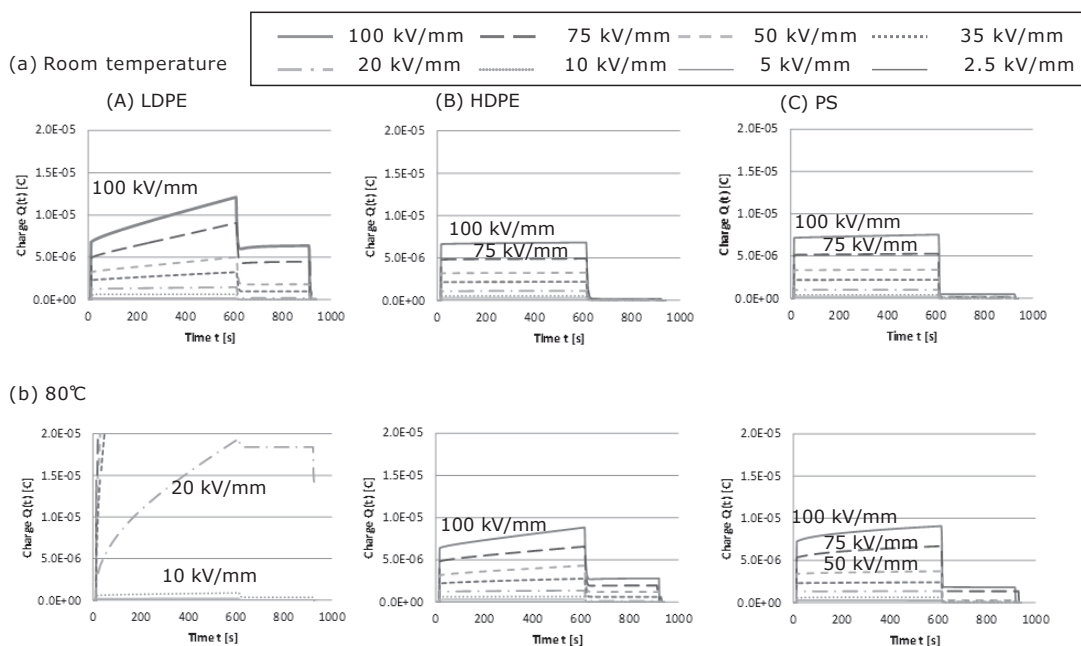 100 kV/mm 75 kV/mm 50 kV/mm 35 kV/mm
20 kV/mm 10 kV/mm 5 kV/mm 2.5 kV/mm
(a) Room temperature
(A) LDPE
2.0E-05
1.5E-05
1.0E-05
5.0E-06
0.0E+00
Charge Q(t) [C]
100 kV/mm
0 200 400 600 800 1000
Time t [s]
(B) HDPE
2.0E-05
1.5E-05
1.0E-05
5.0E-06
0.0E+00
Charge Q(t) [C]
100 kV/mm
75 kV/mm
0 200 400 600 800 1000
Time t [s]
(C) PS
2.0E-05
1.5E-05
1.0E-05
5.0E-06
0.0E+00
Charge Q(t) [C]
100 kV/mm
75 kV/mm
0 200 400 600 800 1000
Time t [s]
(b) 80℃
2.0E-05
1.5E-05
1.0E-05
5.0E-06
0.0E+00
Charge Q(t) [C]
20 kV/mm
10 kV/mm
0 200 400 600 800 1000
Time t [s]
2.0E-05
1.5E-05
1.0E-05
5.0E-06
0.0E+00
Charge Q(t) [C]
100 kV/mm
0 200 400 600 800 1000
Time t [s]
2.0E-05
1.5E-05
1.0E-05
5.0E-06
0.0E+00
Charge Q(t) [C]
100 kV/mm
75 kV/mm
50 kV/mm
0 200 400 600 800 1000
Time t [s]